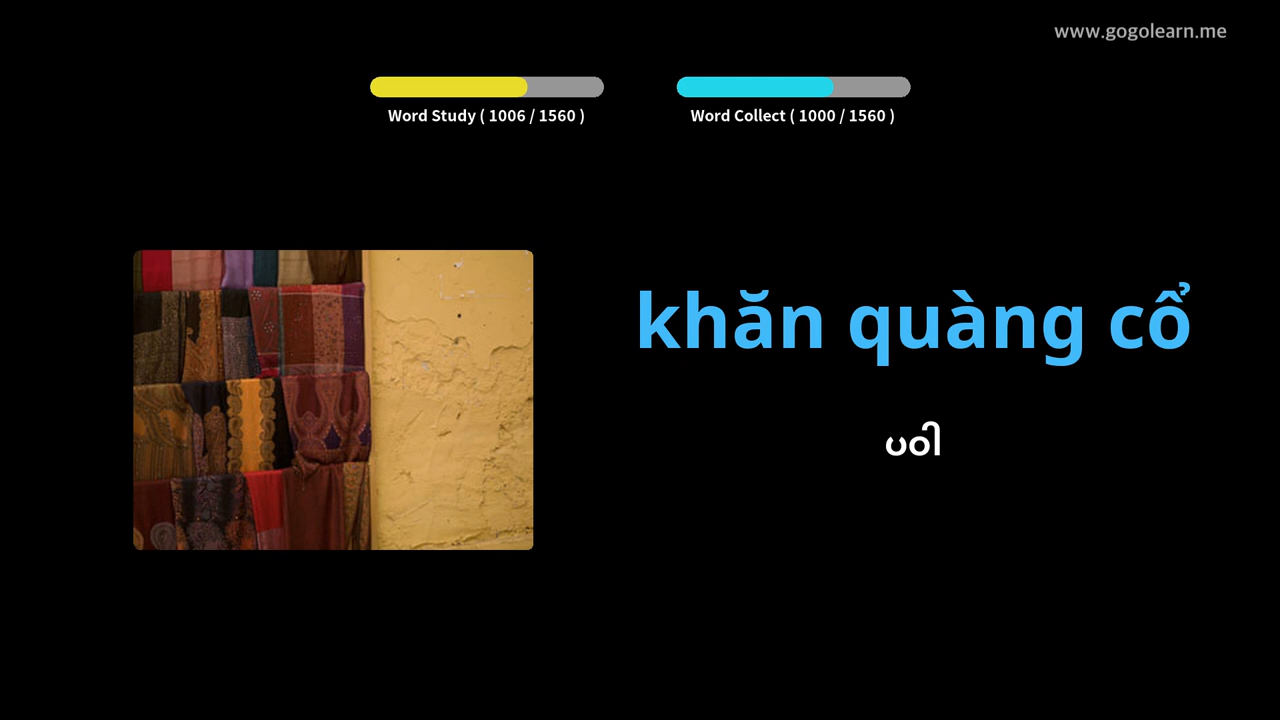 www.gogolearn.me
Word Study ( 1006 / 1560 )
Word Collect ( 1000 / 1560 )
khăn quàng cổ
ပဝါ